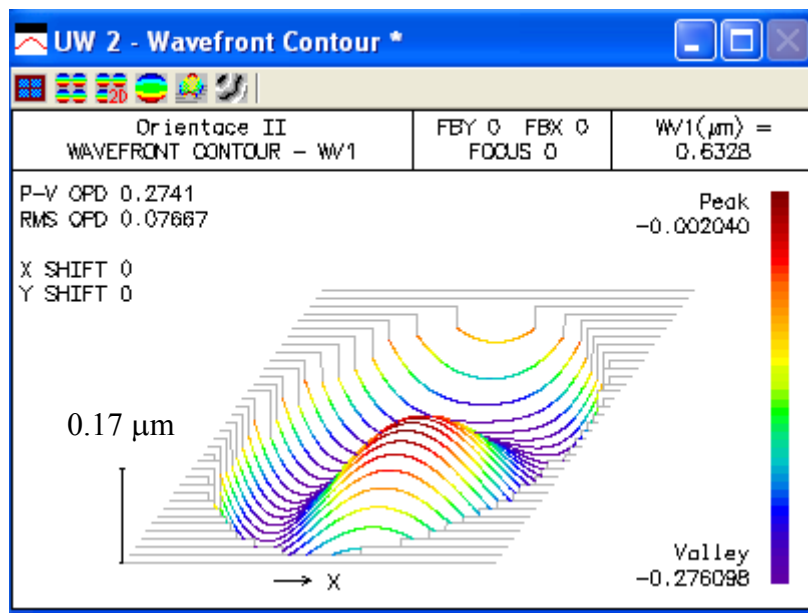 UW 2 - Wavefront Contour *
2D
Orientace II
WAVEFRONT CONTOUR - WV1
FBY 0 FBX 0
FOCUS 0
WV1(μm) =
0.6328
P-V OPD 0.2741
RMS OPD 0.07667
X SHIFT 0
Y SHIFT 0
Peak
-0.002040
0.17 μm
Valley
-0.276098
X